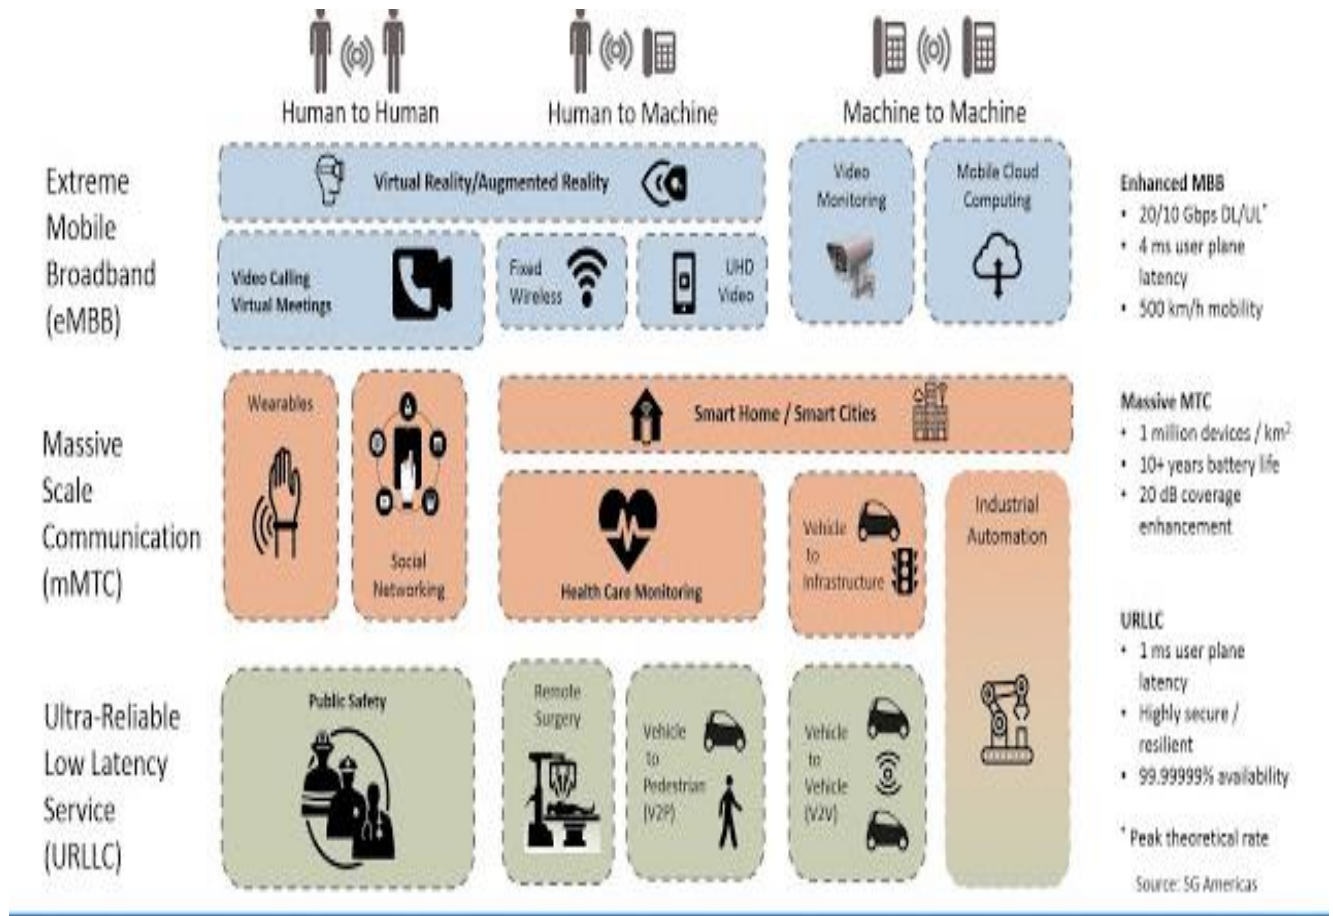 Human to Human
Human to Machine
Machine to Machine
Extreme
Mobile
Broadband
(eMBB)
Virtual Reality/Augmented Reality
Video Calling
Virtual Meetings
Fixed
Wireless
UHD
Video
Video
Monitoring
Mobile Cloud
Computing
Enhanced MBB
• 20/10 Gbps DL/UL*
• 4 ms user plane
latency
• 500 km/h mobility
Massive
Scale
Communication
(mMTC)
Wearables
Social
Networking
Smart Home / Smart Cities
Health Care Monitoring
Vehicle
to
Infrastructure
Industrial
Automation
Massive MTC
• 1 million devices / km²
• 10+ years battery life
• 20 dB coverage
enhancement
Ultra-Reliable
Low Latency
Service
(URLLC)
Public Safety
Remote
Surgery
Vehicle
to
Pedestrian
(V2P)
Vehicle
to
Vehicle
(V2V)
URLLC
• 1 ms user plane
latency
• Highly secure /
resilient
• 99.99999% availability
* Peak theoretical rate
Source: 5G Americas